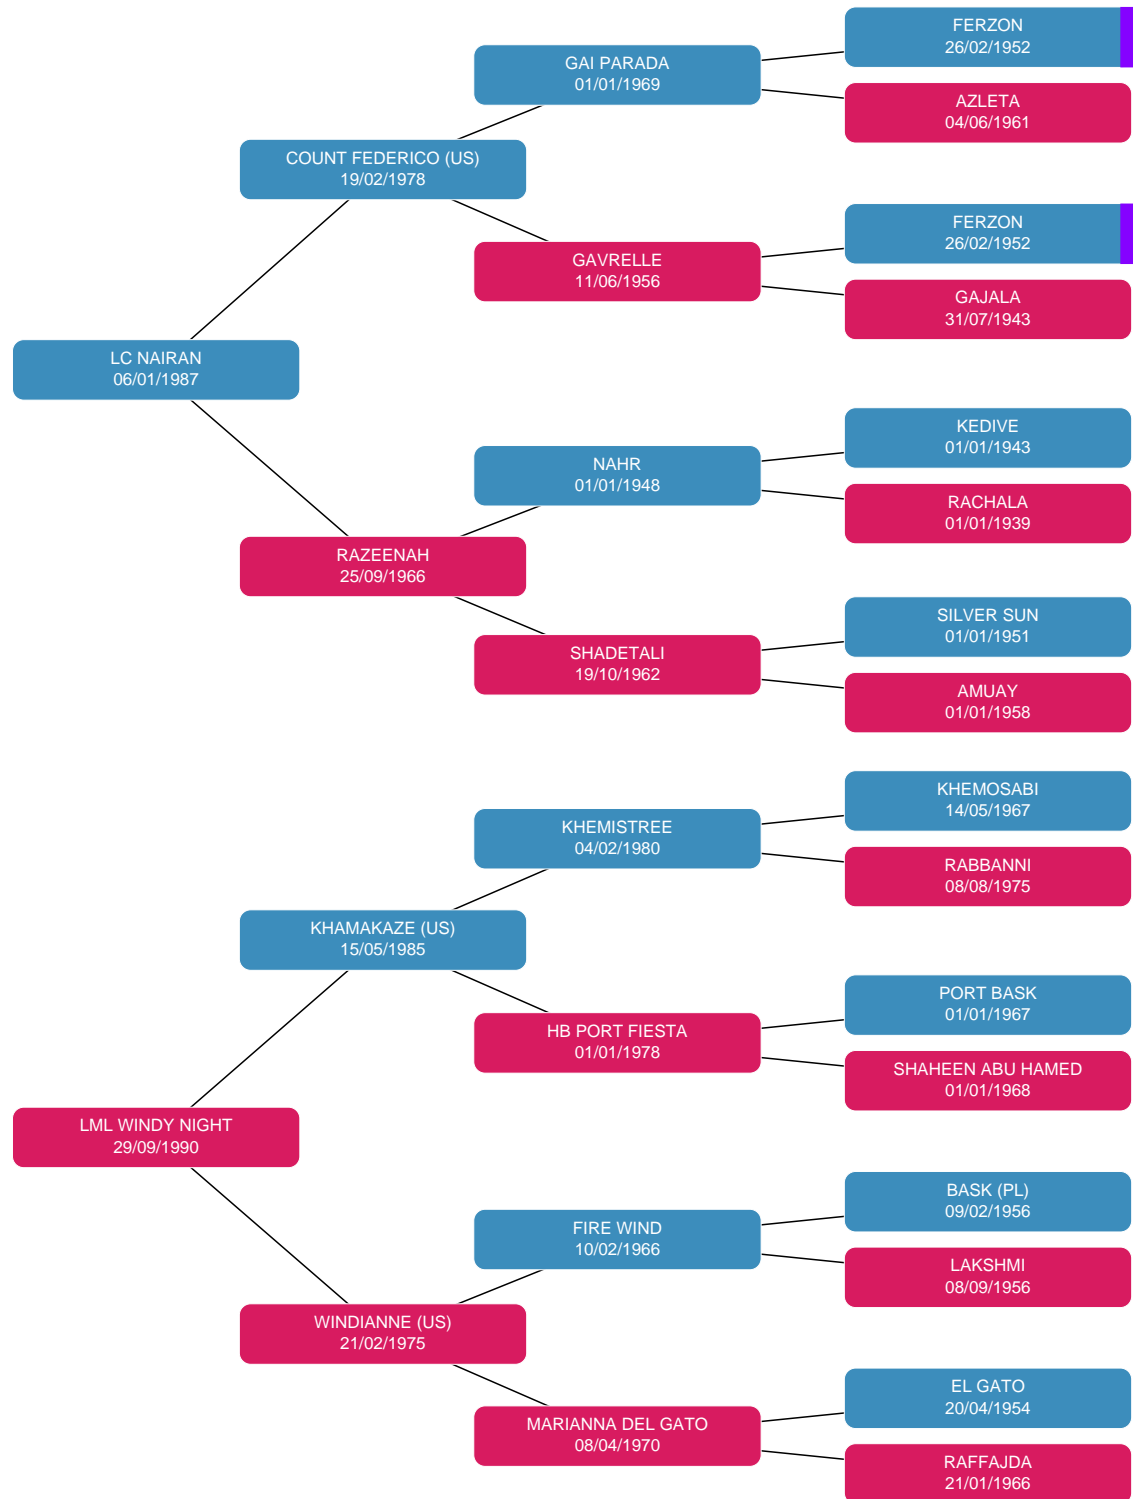 FERZON
26/02/1952
GAI PARADA
01/01/1969
AZLETA
04/06/1961
COUNT FEDERICO (US)
19/02/1978
FERZON
26/02/1952
GAVRELLE
11/06/1956
GAJALA
31/07/1943
LC NAIRAN
06/01/1987
KEDIVE
01/01/1943
NAHR
01/01/1948
RACHALA
01/01/1939
RAZEENAH
25/09/1966
SILVER SUN
01/01/1951
SHADETALI
19/10/1962
AMUAY
01/01/1958
KHEMOSABI
14/05/1967
KHEMISTREE
04/02/1980
RABBANNI
08/08/1975
KHAMAKAZE (US)
15/05/1985
PORT BASK
01/01/1967
HB PORT FIESTA
01/01/1978
SHAHEEN ABU HAMED
01/01/1968
LML WINDY NIGHT
29/09/1990
BASK (PL)
09/02/1956
FIRE WIND
10/02/1966
LAKSHMI
08/09/1956
WINDIANNE (US)
21/02/1975
EL GATO
20/04/1954
MARIANNA DEL GATO
08/04/1970
RAFFAJDA
21/01/1966